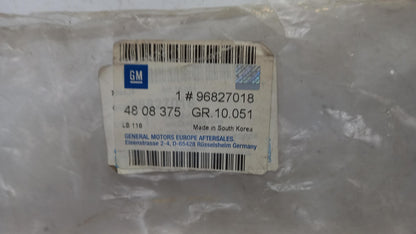 GM
1 # 96827018
48 08 375 GR.10.051
LB 116 Made in South Korea
GENERAL MOTORS EUROPE AFTERSALES
Eisenstrasse 2-4, D-65428 Rüsselsheim Germany